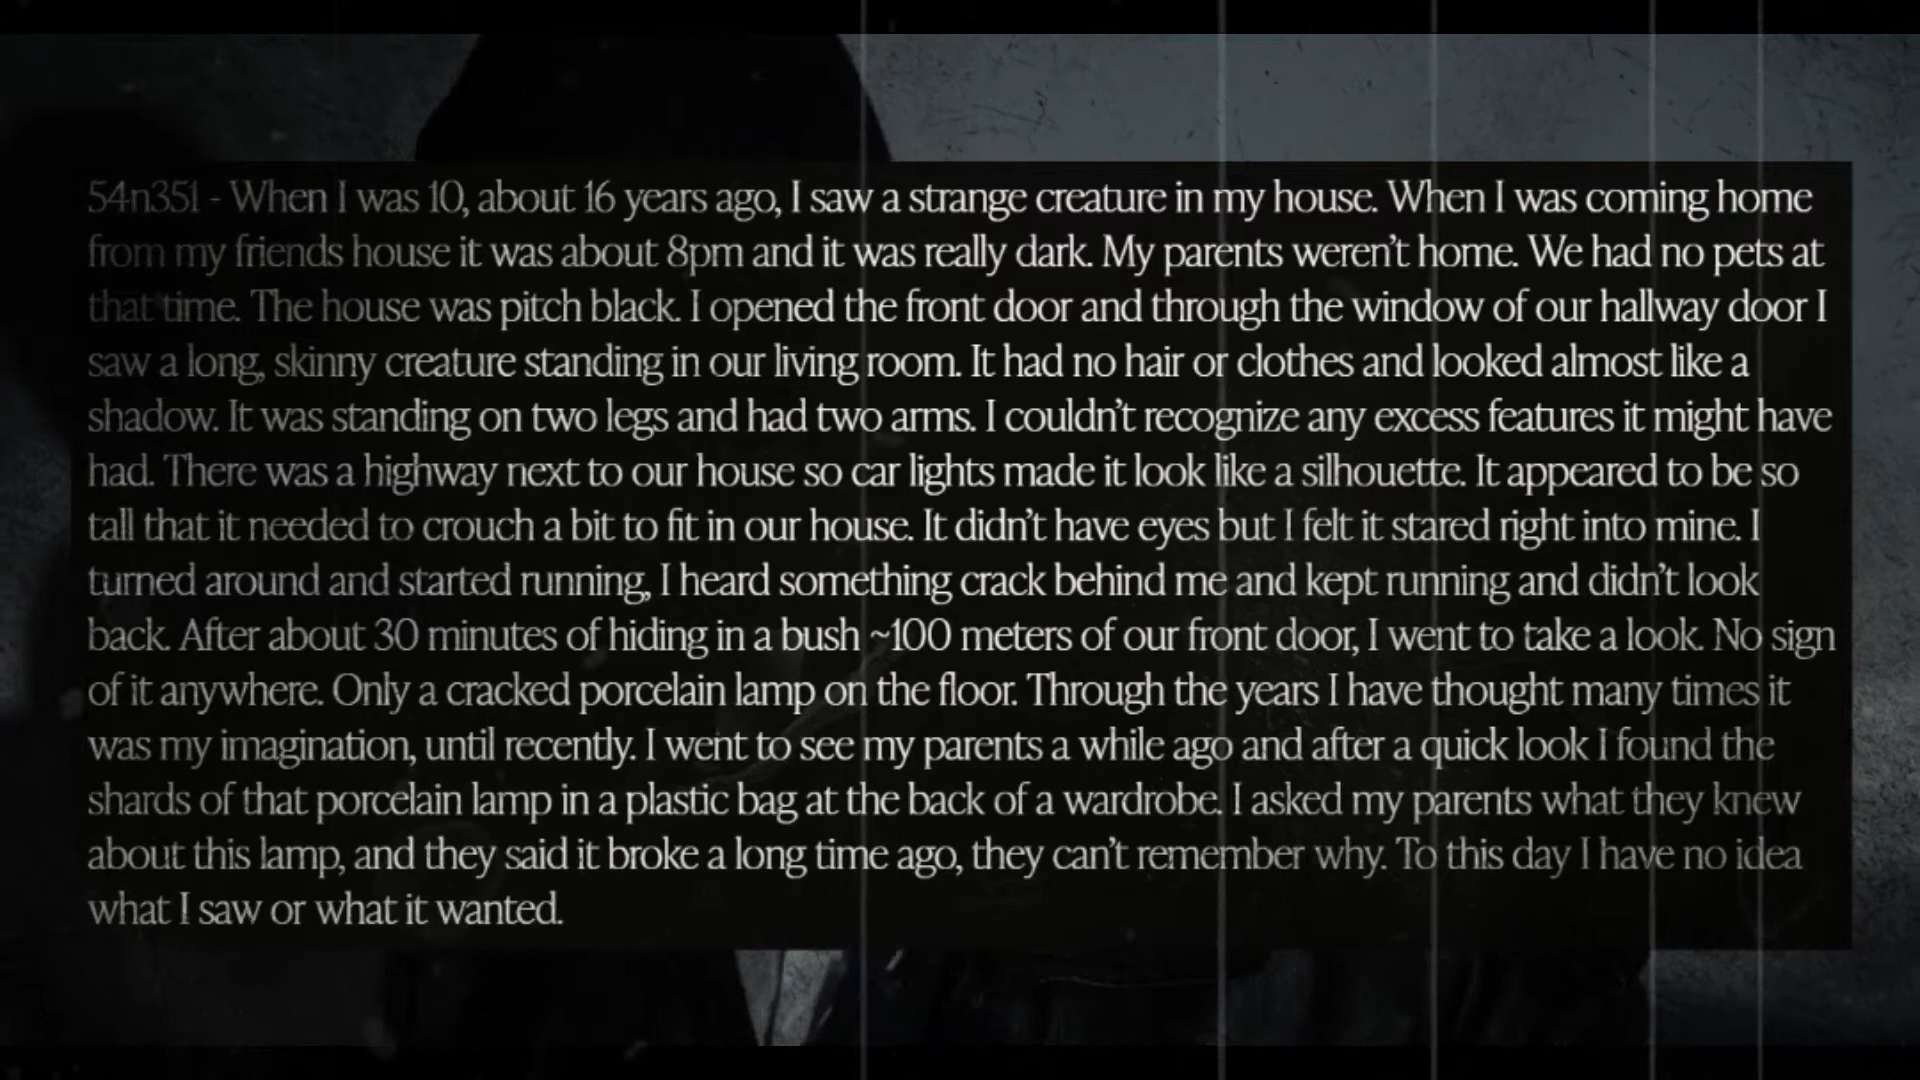 54n351 - When I was 10, about 16 years ago, I saw a strange creature in my house. When I was coming home
from my friends house it was about 8pm and it was really dark. My parents weren't home. We had no pets at
that time. The house was pitch black. I opened the front door and through the window of our hallway door I
saw a long, skinny creature standing in our living room. It had no hair or clothes and looked almost like a
shadow. It was standing on two legs and had two arms. I couldn't recognize any excess features it might have
had. There was a highway next to our house so car lights made it look like a silhouette. It appeared to be so
tall that it needed to crouch a bit to fit in our house. It didn't have eyes but I felt it stared right into mine. I
turned around and started running, I heard something crack behind me and kept running and didn't look
back. After about 30 minutes of hiding in a bush ~100 meters of our front door, I went to take a look. No sign
of it anywhere. Only a cracked porcelain lamp on the floor. Through the years I have thought many times it
was my imagination, until recently. I went to see my parents a while ago and after a quick look I found the
shards of that porcelain lamp in a plastic bag at the back of a wardrobe. I asked my parents what they knew
about this lamp, and they said it broke a long time ago, they can't remember why. To this day I have no idea
what I saw or what it wanted.